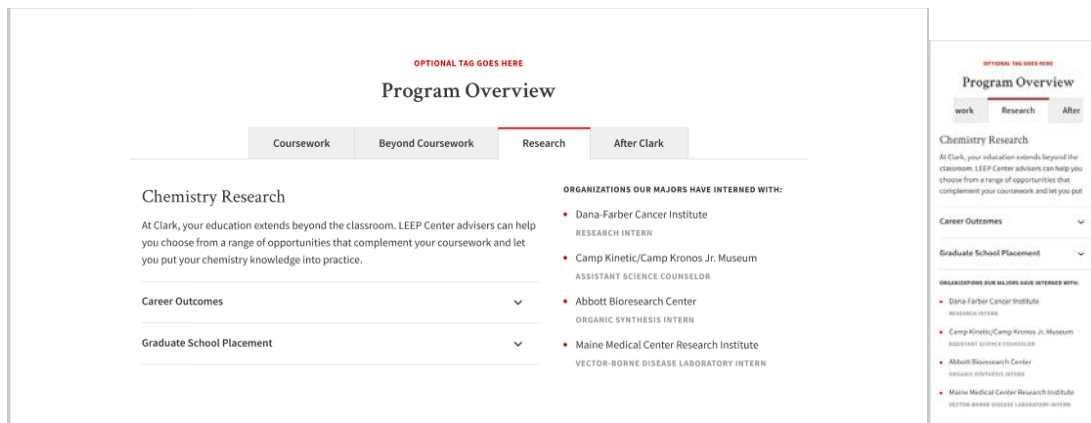 OPTIONAL TAG GOES HERE
Program Overview
Coursework
Beyond Coursework
Research
After Clark
Chemistry Research
At Clark, your education extends beyond the classroom. LEEP Center advisers can help
you choose from a range of opportunities that complement your coursework and let
you put your chemistry knowledge into practice.
Career Outcomes
Graduate School Placement
ORGANIZATIONS OUR MAJORS HAVE INTERNED WITH:
Dana-Farber Cancer Institute
RESEARCH INTERN
Camp Kinetic/Camp Kronos Jr. Museum
ASSISTANT SCIENCE COUNSELOR
Abbott Bioresearch Center
ORGANIC SYNTHESIS INTERN
Maine Medical Center Research Institute
VECTOR-BORNE DISEASE LABORATORY INTERN
OPTIONAL TAG GOES HERE
Program Overview
work
Research
After
Chemistry Research
At Clark, your education extends beyond the
classroom. LEEP Center advisers can help you
choose from a range of opportunities that
complement your coursework and let you put
Career Outcomes
Graduate School Placement
ORGANIZATIONS OUR MAJORS HAVE INTERNED WITH:
Dana-Farber Cancer Institute
RESEARCH INTERN
Camp Kinetic/Camp Kronos Jr. Museum
ASSISTANT SCIENCE COUNSELOR
Abbott Bioresearch Center
ORGANIC SYNTHESIS INTERN
Maine Medical Center Research Institute
VECTOR-BORNE DISEASE LABORATORY INTERN